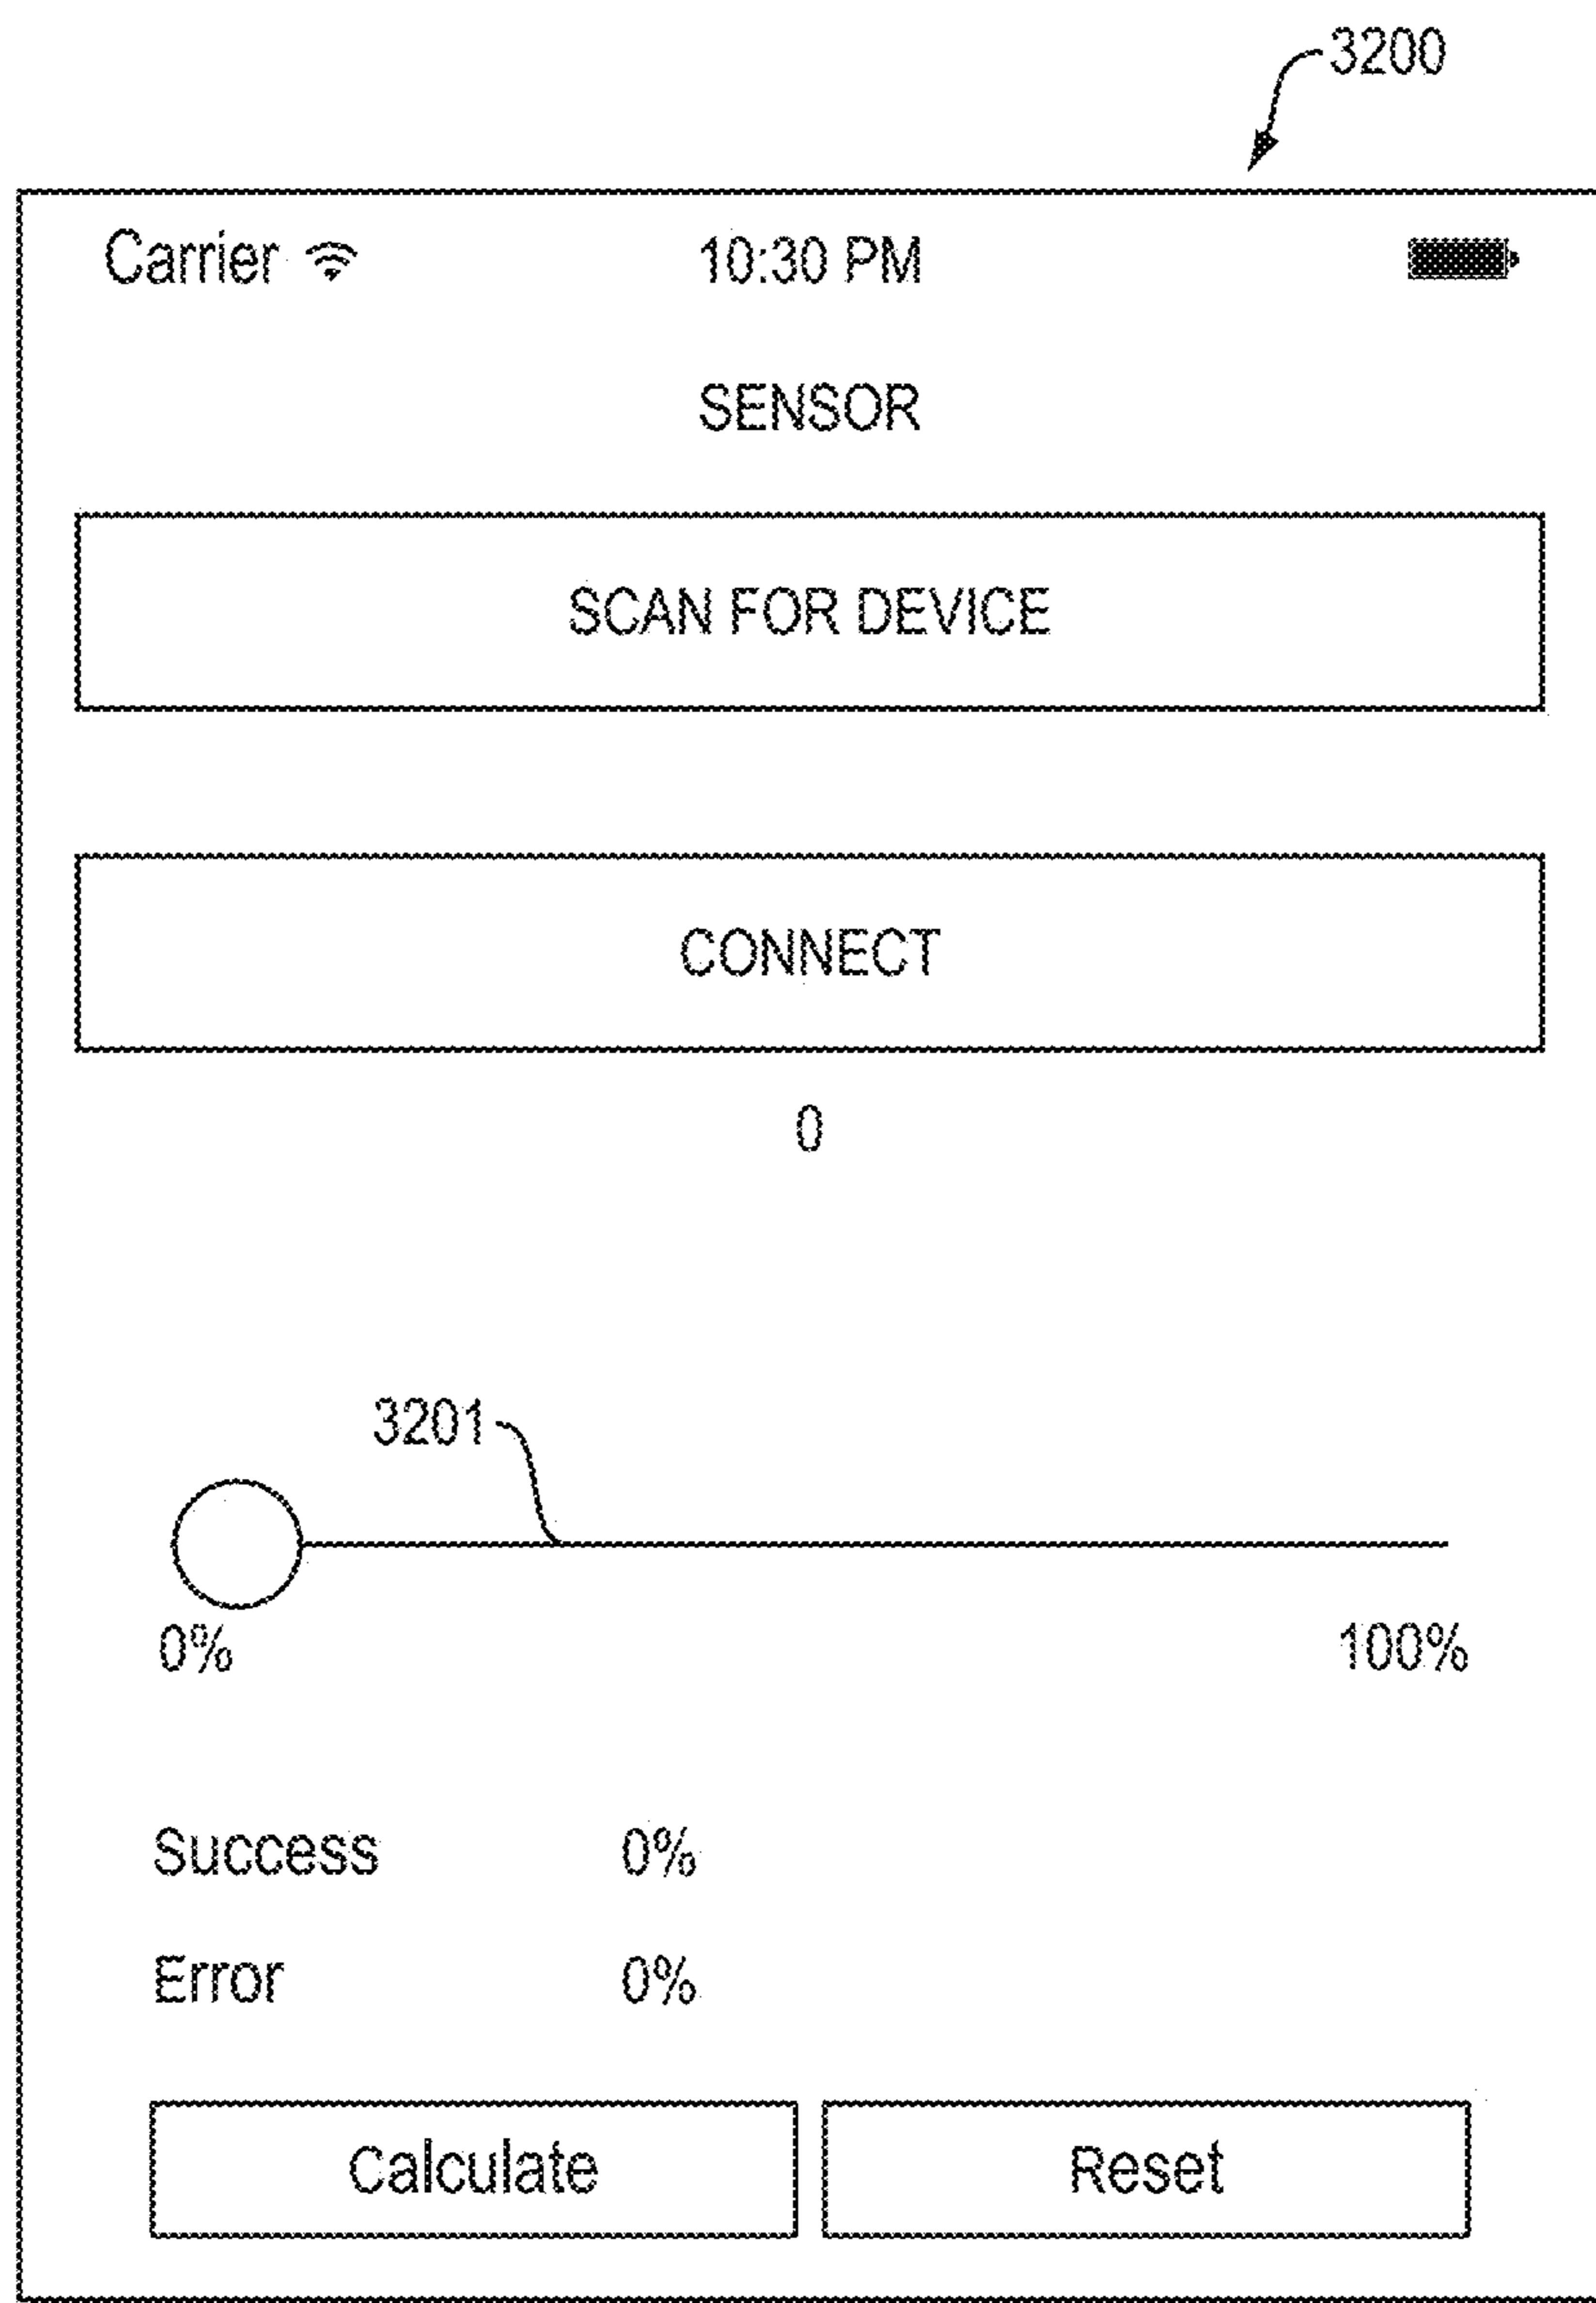 3200
Carrier 10:30 PM
SENSOR
SCAN FOR DEVICE
CONNECT
0
3201
0% 100%
Success 0%
Error 0%
Calculate Reset